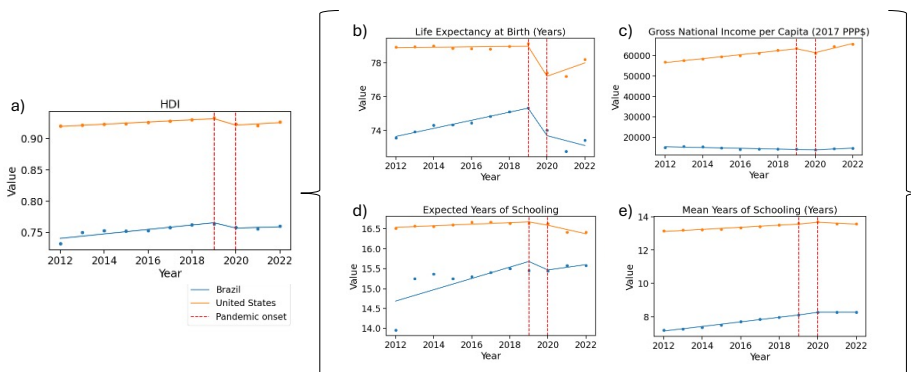 a)
HDI
Value
0.90
0.85
0.80
0.75
2012 2014 2016 2018 2020 2022
Year
Brazil
United States
Pandemic onset
b)
Life Expectancy at Birth (Years)
Value
78
76
74
2012 2014 2016 2018 2020 2022
Year
c)
Gross National Income per Capita (2017 PPP$)
Value
60000
50000
40000
30000
20000
2012 2014 2016 2018 2020 2022
Year
d)
Expected Years of Schooling
Value
16.5
16.0
15.5
15.0
14.5
14.0
2012 2014 2016 2018 2020 2022
Year
e)
Mean Years of Schooling (Years)
Value
14
12
10
8
2012 2014 2016 2018 2020 2022
Year